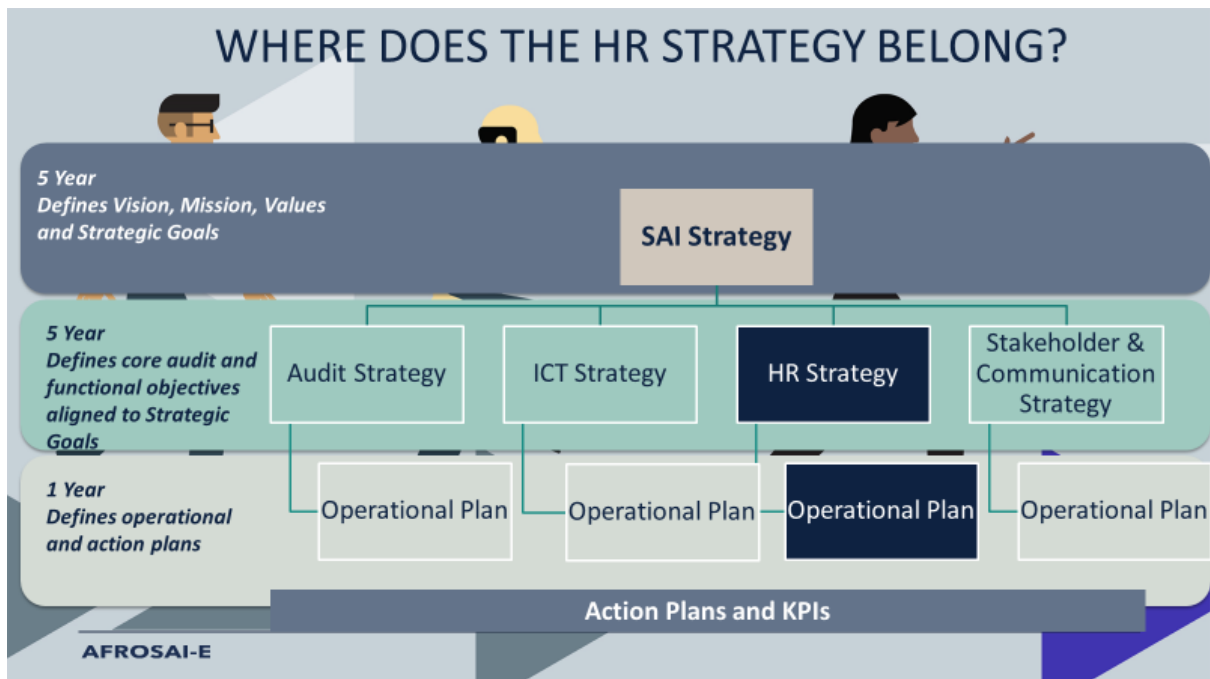 WHERE DOES THE HR STRATEGY BELONG?
5 Year
Defines Vision, Mission, Values
and Strategic Goals
SAI Strategy
5 Year
Defines core audit and
functional objectives
aligned to Strategic
Goals
Audit Strategy
ICT Strategy
HR Strategy
Stakeholder &
Communication
Strategy
1 Year
Defines operational
and action plans
Operational Plan
Operational Plan
Operational Plan
Operational Plan
Action Plans and KPIs
AFROSAI-E